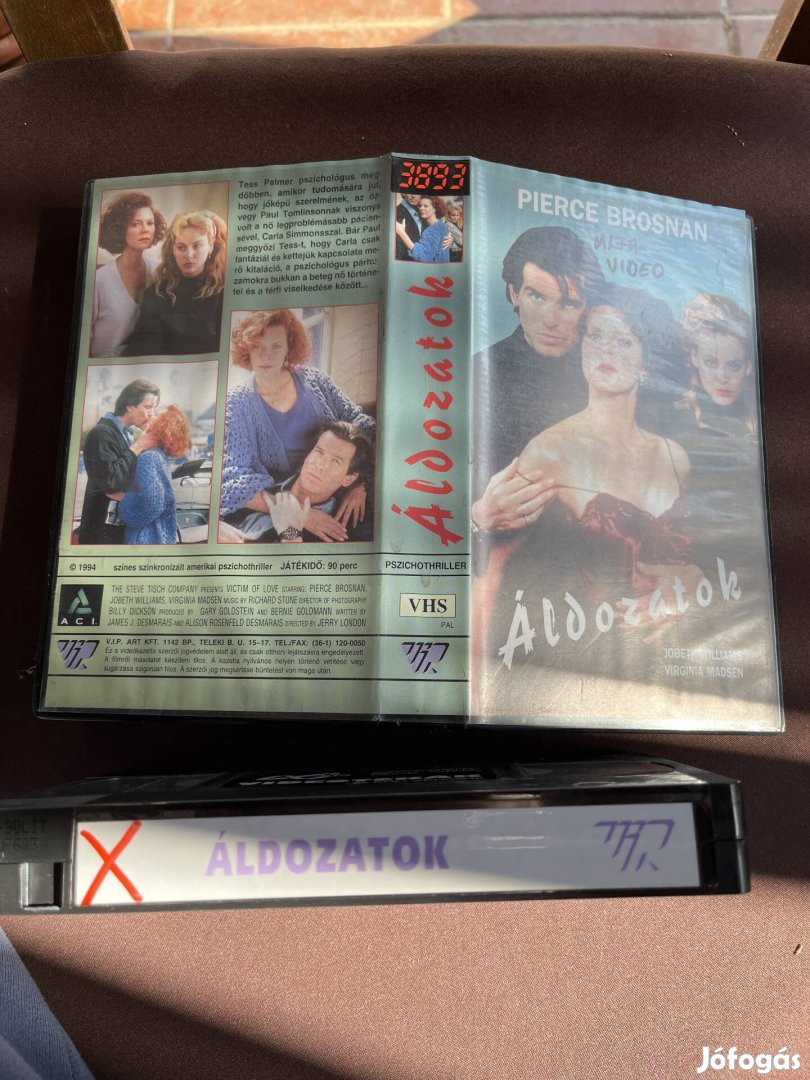 Tess Palmer pszichológus meg-
döbben, amikor tudomására jut,
hogy jóképű szerelmének, az öz-
vegy Paul Tomlinsonnak viszonya
volt a nő legproblémásabb pácien-
sével, Carla Simmonsszal. Bár Paul
meggyőzi Tess-t, hogy Carla csak
fantáziál és kettejük kapcsolata me-
rő kitaláció, a pszichológus párhu-
zamokra bukkan a beteg nő történe-
tei és a férfi viselkedése között...
© 1994 színes szinkronizált amerikai pszichothriller JÁTÉKIDŐ: 90 perc
THE STEVE TISCH COMPANY PRESENTS VICTIM OF LOVE STARRING: PIERCE BROSNAN,
JOBETH WILLIAMS, VIRGINIA MADSEN MUSIC BY RICHARD STONE DIRECTOR OF PHOTOGRAPHY
BILLY DICKSON PRODUCED BY GARY GOLDSTEIN AND BERNIE GOLDMANN WRITTEN BY
JAMES J. DESMARAIS AND ALISON ROSENFELD DESMARAIS DIRECTED BY JERRY LONDON
A.C.I.
V.I.P. ART KFT. 1142 BP., TELEKI B. U. 15–17. TEL/FAX: (36-1) 120-0050
Ez a videókazetta szerzői jogvédelem alatt áll, és csak otthoni lejátszásra engedélyezett.
A filmről másolatot készíteni tilos. A kazetta nyilvános helyen történő vetítése vagy
sugárzása szigorúan tilos. A szerzői jog megsértése büntetést von maga után.
3893
Áldozatok
PSZICHOTHRILLER
VHS
PAL
PIERCE BROSNAN
VIDEO
Áldozatok
JOBETH WILLIAMS
VIRGINIA MADSEN
X ÁLDOZATOK
Jófogás